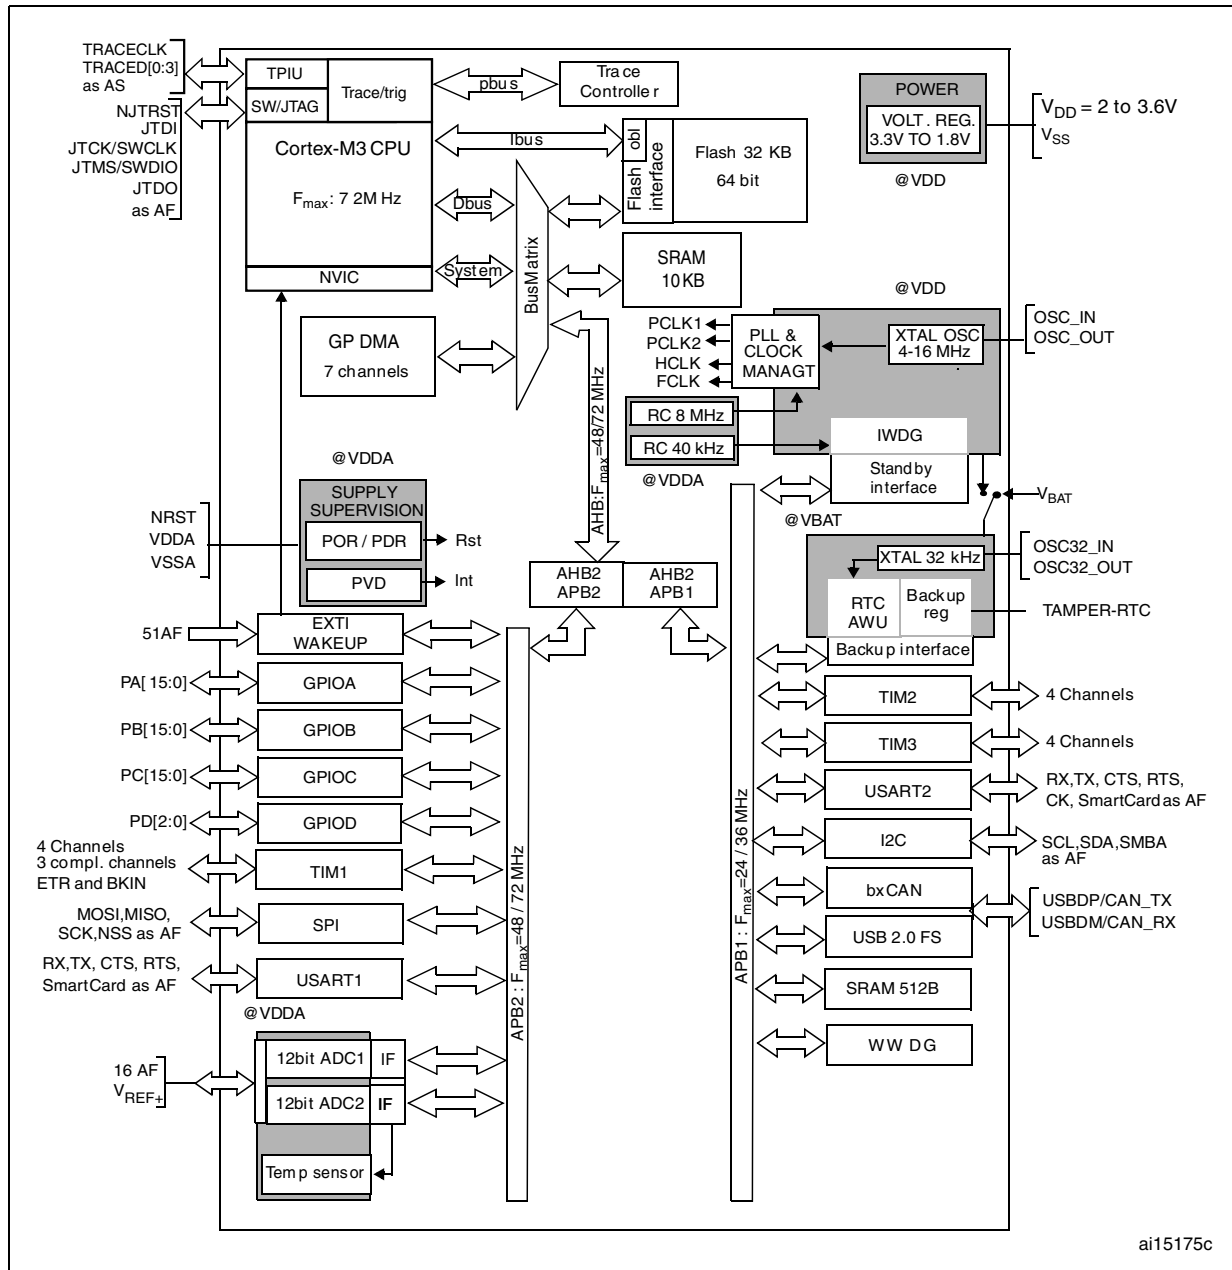 TRACECLK
TRACED[0:3]
as AS
NJTRST
JTDI
JTCK/SWCLK
JTMS/SWDIO
JTDO
as AF
TPIU
SW/JTAG
Trace/trig
Cortex-M3 CPU
Fmax: 72MHz
NVIC
pbus
Trace
Controller
Ibus
Dbus
System
BusMatrix
Flash
interface
obl
Flash 32 KB
64 bit
SRAM
10KB
POWER
VOLT. REG.
3.3V TO 1.8V
@VDD
VDD = 2 to 3.6V
VSS
GP DMA
7 channels
AHB:Fmax=48/72 MHz
@VDD
PCLK1
PCLK2
HCLK
FCLK
PLL &
CLOCK
MANAGT
XTAL OSC
4-16 MHz
OSC_IN
OSC_OUT
RC 8 MHz
RC 40 kHz
@VDDA
IWDG
Standby
interface
VBAT
@VBAT
XTAL 32 kHz
OSC32_IN
OSC32_OUT
RTC
AWU
Backup
reg
TAMPER-RTC
Backup interface
@VDDA
SUPPLY
SUPERVISION
NRST
VDDA
VSSA
POR / PDR
Rst
PVD
Int
AHB2
APB2
AHB2
APB1
51AF
EXTI
WAKEUP
PA[15:0]
GPIOA
PB[15:0]
GPIOB
PC[15:0]
GPIOC
PD[2:0]
GPIOD
4 Channels
3 compl. channels
ETR and BKIN
TIM1
MOSI,MISO,
SCK,NSS as AF
SPI
RX,TX, CTS, RTS,
SmartCard as AF
USART1
@VDDA
16 AF
VREF+
12bit ADC1
IF
12bit ADC2
IF
Temp sensor
APB2 : Fmax=48 / 72 MHz
APB1 : Fmax=24 / 36 MHz
TIM2
4 Channels
TIM3
4 Channels
USART2
RX,TX, CTS, RTS,
CK, SmartCard as AF
I2C
SCL,SDA,SMBA
as AF
bxCAN
USBDP/CAN_TX
USBDM/CAN_RX
USB 2.0 FS
SRAM 512B
WWDG
ai15175c